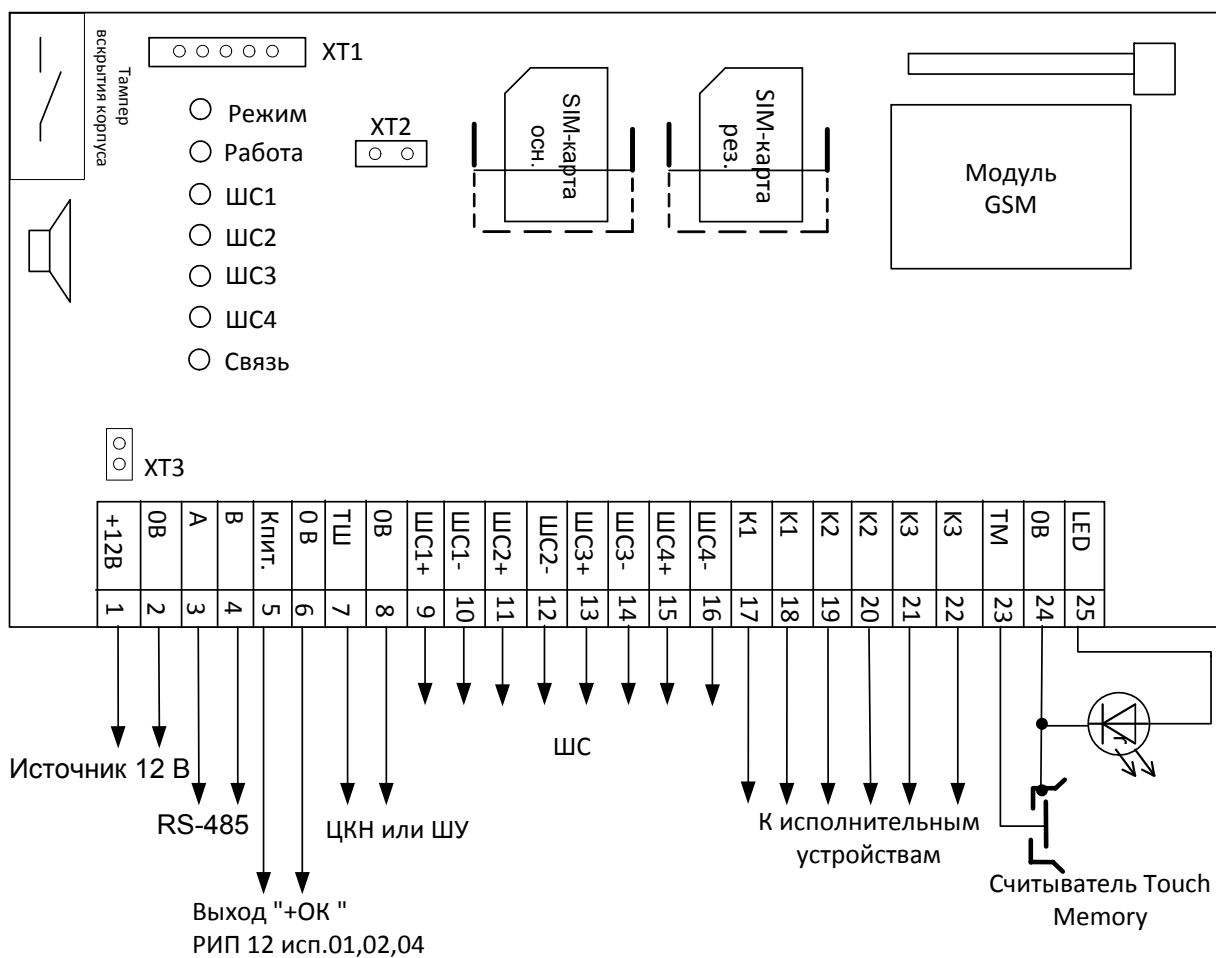 Тампер
вскрытия корпуса
XT1
Режим
Работа
ШС1
ШС2
ШС3
ШС4
Связь
XT2
SIM-карта
осн.
SIM-карта
рез.
Модуль
GSM
XT3
+12В
0В
А
В
Кпит.
0 В
ТШ
0В
ШС1+
ШС1-
ШС2+
ШС2-
ШС3+
ШС3-
ШС4+
ШС4-
К1
К1
К2
К2
К3
К3
ТМ
0В
LED
1
2
3
4
5
6
7
8
9
10
11
12
13
14
15
16
17
18
19
20
21
22
23
24
25
Источник 12 В
RS-485
Выход "+ОК "
РИП 12 исп.01,02,04
ЦКН или ШУ
ШС
К исполнительным
устройствам
Считыватель Touch
Memory